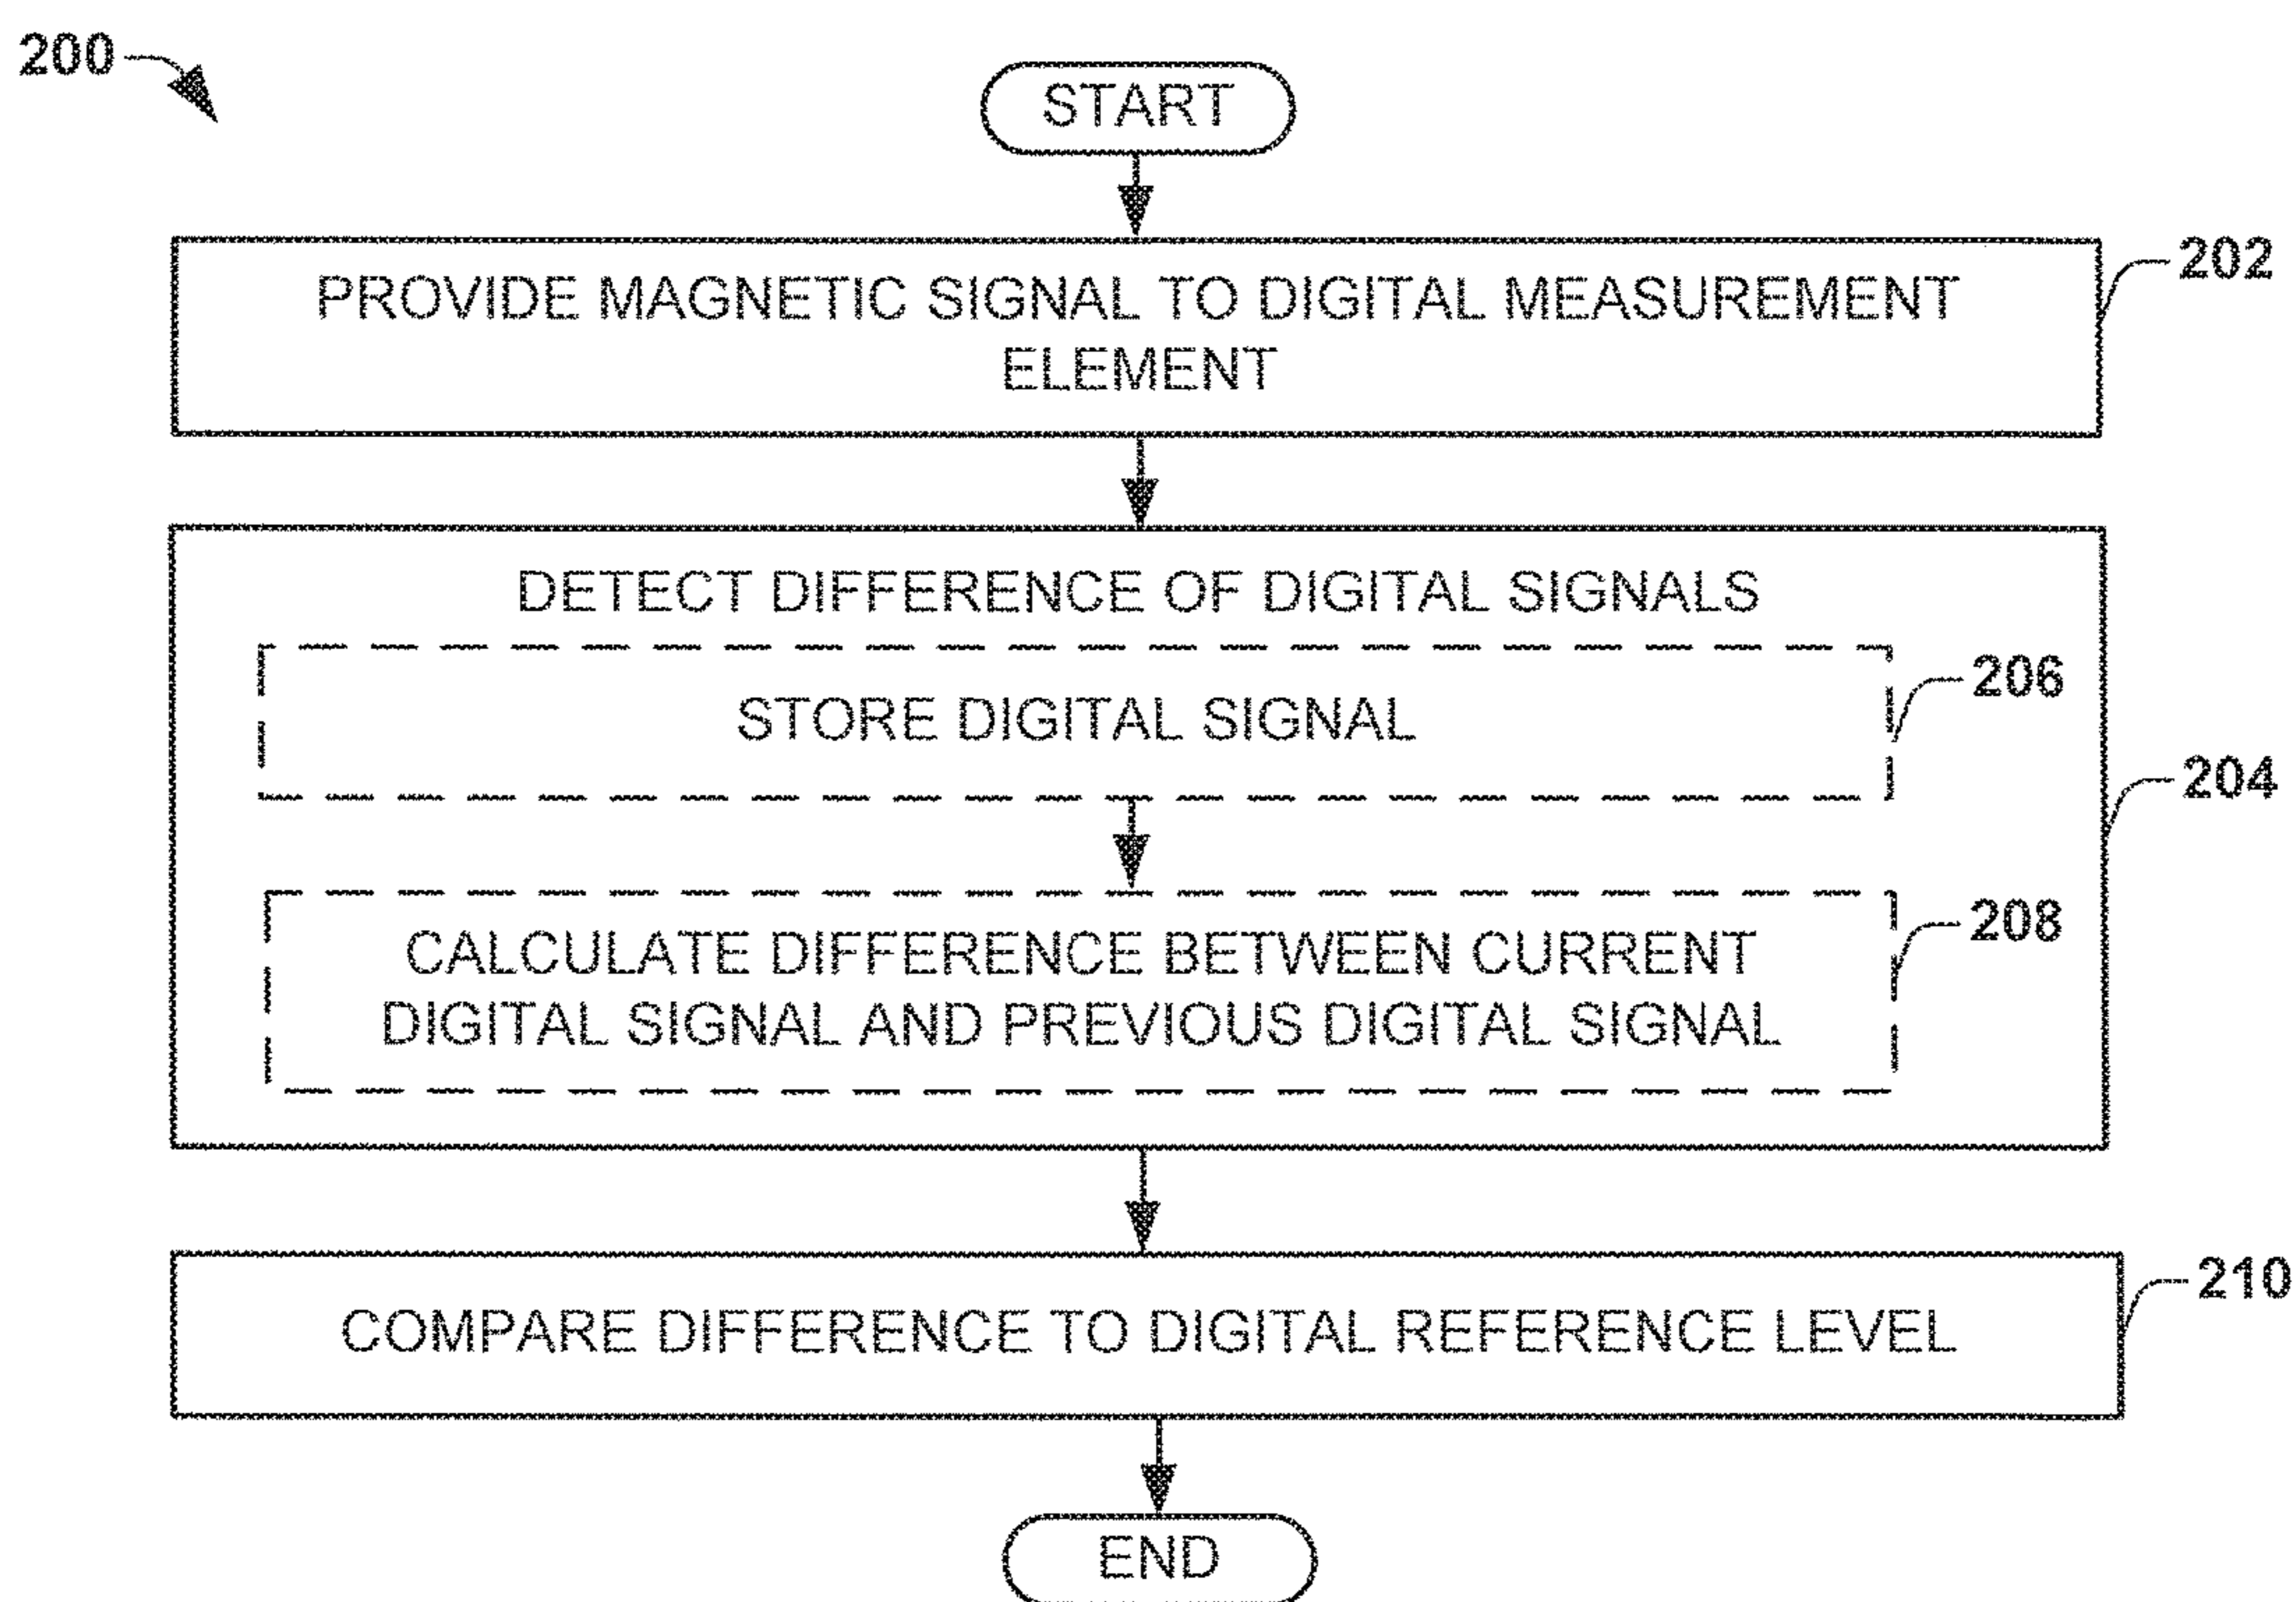 200
START
PROVIDE MAGNETIC SIGNAL TO DIGITAL MEASUREMENT
ELEMENT
202
DETECT DIFFERENCE OF DIGITAL SIGNALS
STORE DIGITAL SIGNAL
206
204
CALCULATE DIFFERENCE BETWEEN CURRENT
DIGITAL SIGNAL AND PREVIOUS DIGITAL SIGNAL
208
COMPARE DIFFERENCE TO DIGITAL REFERENCE LEVEL
210
END